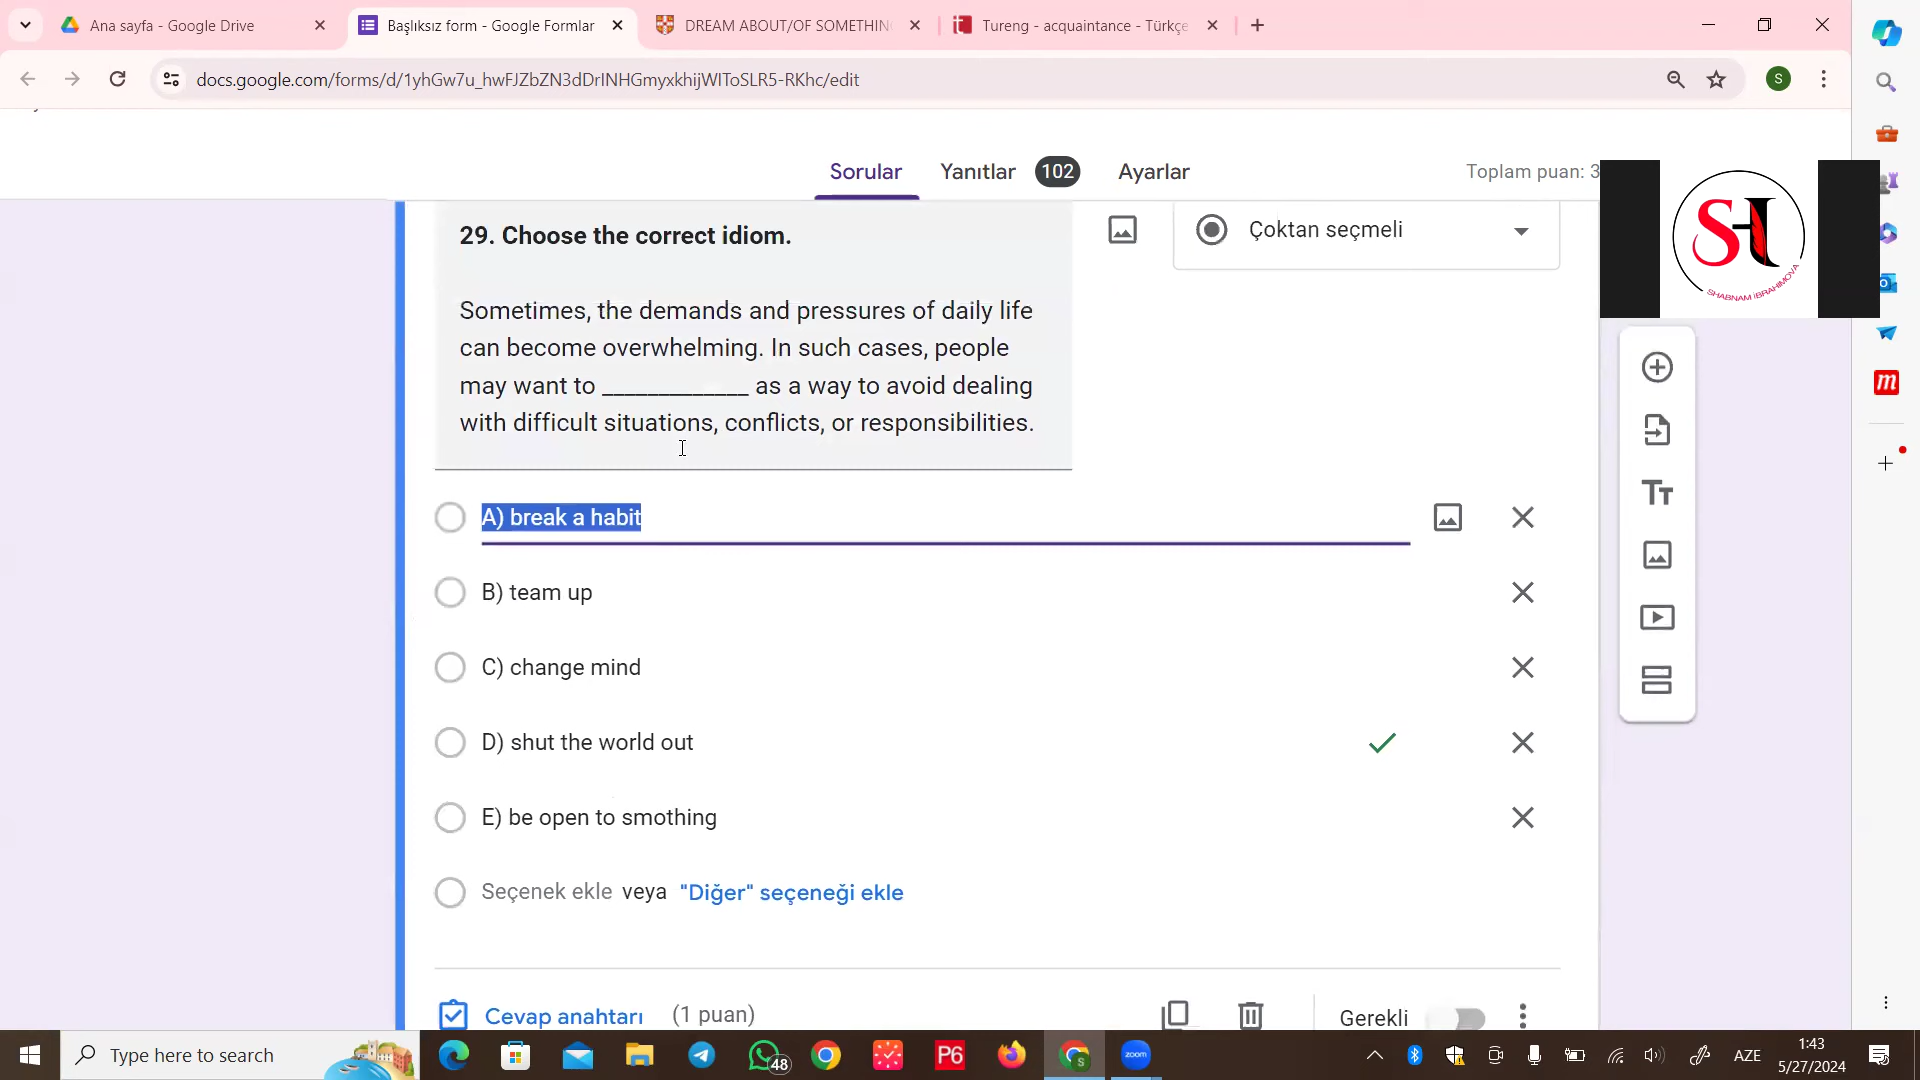 Ana sayfa - Google Drive
Başlıksız form - Google Formlar
DREAM ABOUT/OF SOMETHIN
Tureng - acquaintance - Türkçe
docs.google.com/forms/d/1yhGw7u_hwFJZbZN3dDrINHGmyxkhijWIToSLR5-RKhc/edit
S
Sorular
Yanıtlar
102
Ayarlar
Toplam puan: 3
SHABNAM İBRAHIMOVA
29. Choose the correct idiom.
Çoktan seçmeli
Sometimes, the demands and pressures of daily life
can become overwhelming. In such cases, people
may want to _____________ as a way to avoid dealing
with difficult situations, conflicts, or responsibilities.
A) break a habit
B) team up
C) change mind
D) shut the world out
E) be open to smothing
Seçenek ekle veya "Diğer" seçeneği ekle
Cevap anahtarı (1 puan)
Gerekli
Type here to search
48
P6
zoom
AZE
1:43
5/27/2024